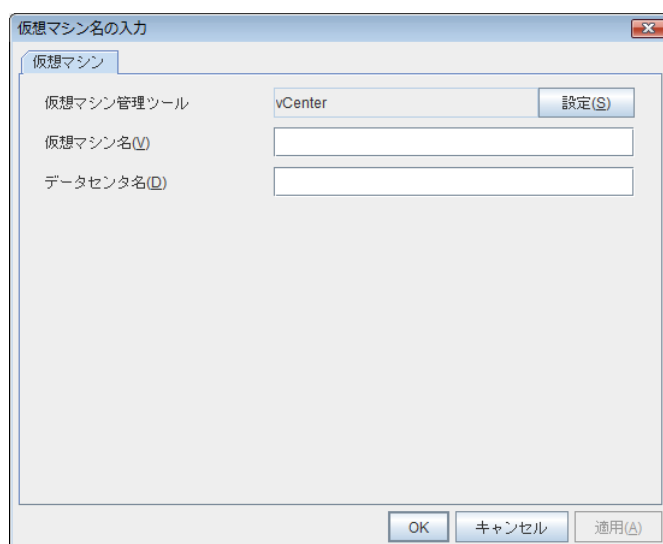 仮想マシン名の入力
仮想マシン
仮想マシン管理ツール vCenter 設定(S)
仮想マシン名(V)
データセンタ名(D)
OK キャンセル 適用(A)